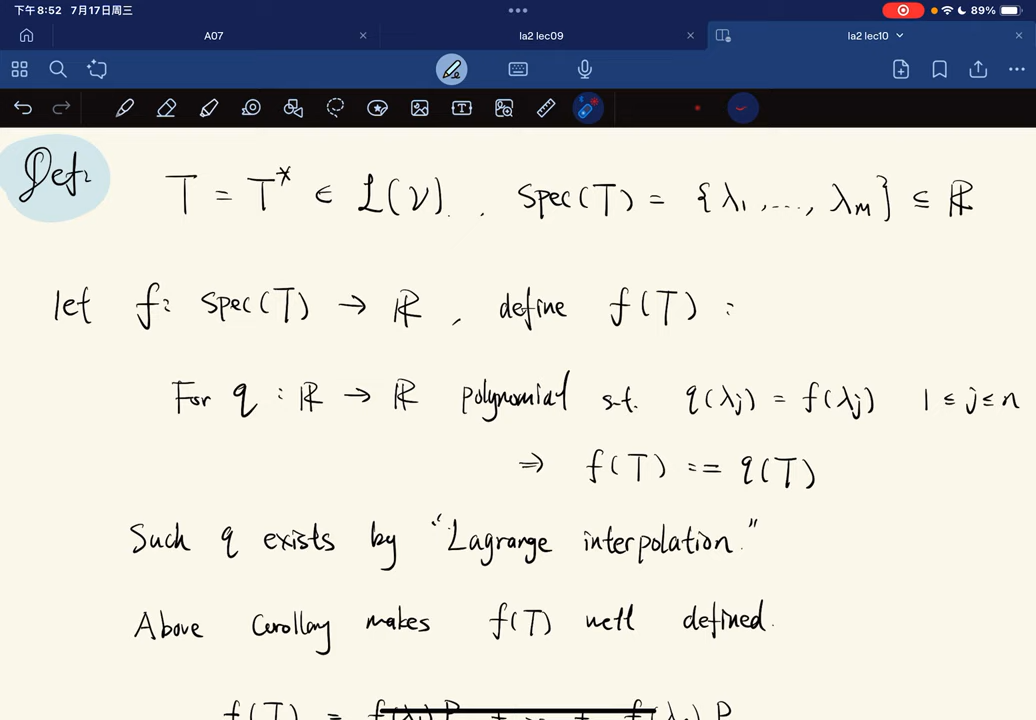 下午8:52 7月17日周三
89%
A07
la2 lec09
la2 lec10
Def:
T = T* ∈ L(V). , Spec(T) = {λ₁, ..., λₘ} ⊆ ℝ
let f: Spec(T) → ℝ , define f(T) :
For q : ℝ → ℝ polynomial s.t. q(λj) = f(λj) 1 ≤ j ≤ n
⇒ f(T) := q(T)
Such q exists by "Lagrange interpolation."
Above Corollary makes f(T) well defined.
f(T) = f(λ₁) P